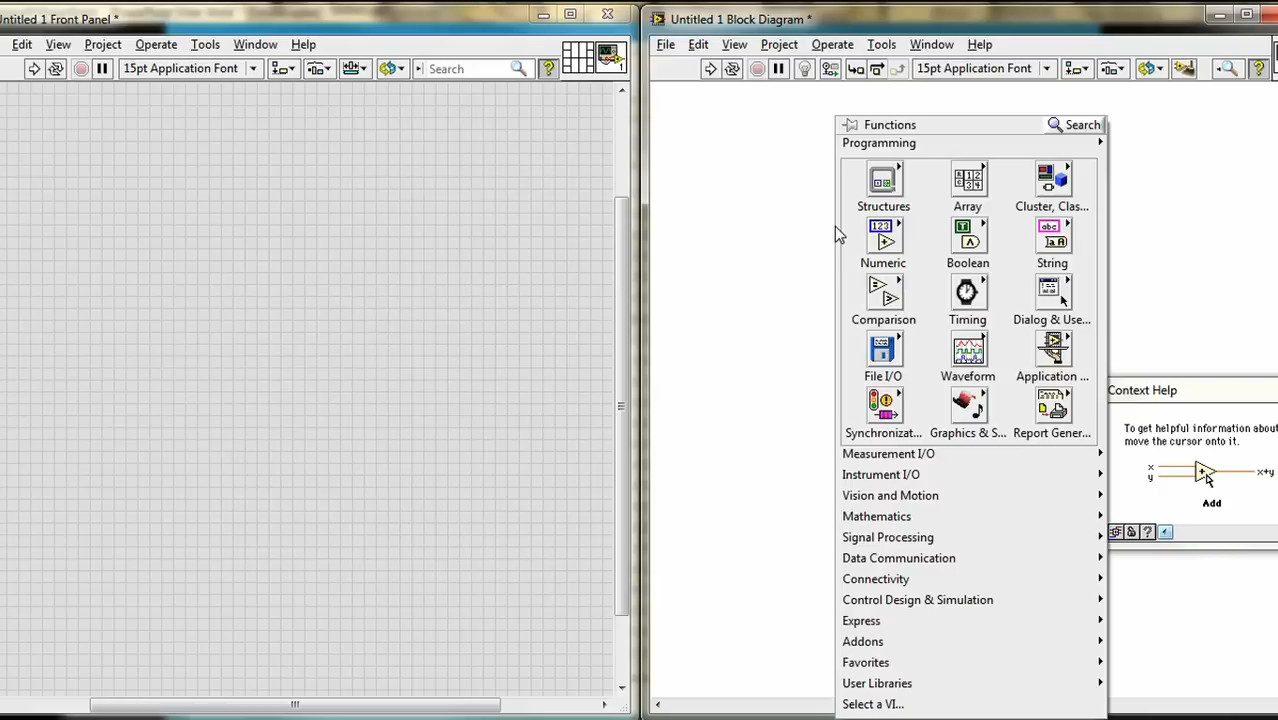 Untitled 1 Front Panel *
Edit View Project Operate Tools Window Help
15pt Application Font
Search
1
Untitled 1 Block Diagram *
File Edit View Project Operate Tools Window Help
15pt Application Font
Functions
Search
Programming
Structures
Array
Cluster, Clas...
123
Numeric
Boolean
abc
String
Comparison
Timing
Dialog & Use...
File I/O
Waveform
Application ...
Synchronizat...
Graphics & S...
Report Gener...
Measurement I/O
Instrument I/O
Vision and Motion
Mathematics
Signal Processing
Data Communication
Connectivity
Control Design & Simulation
Express
Addons
Favorites
User Libraries
Select a VI...
Context Help
To get helpful information about
move the cursor onto it.
x
y
x+y
Add